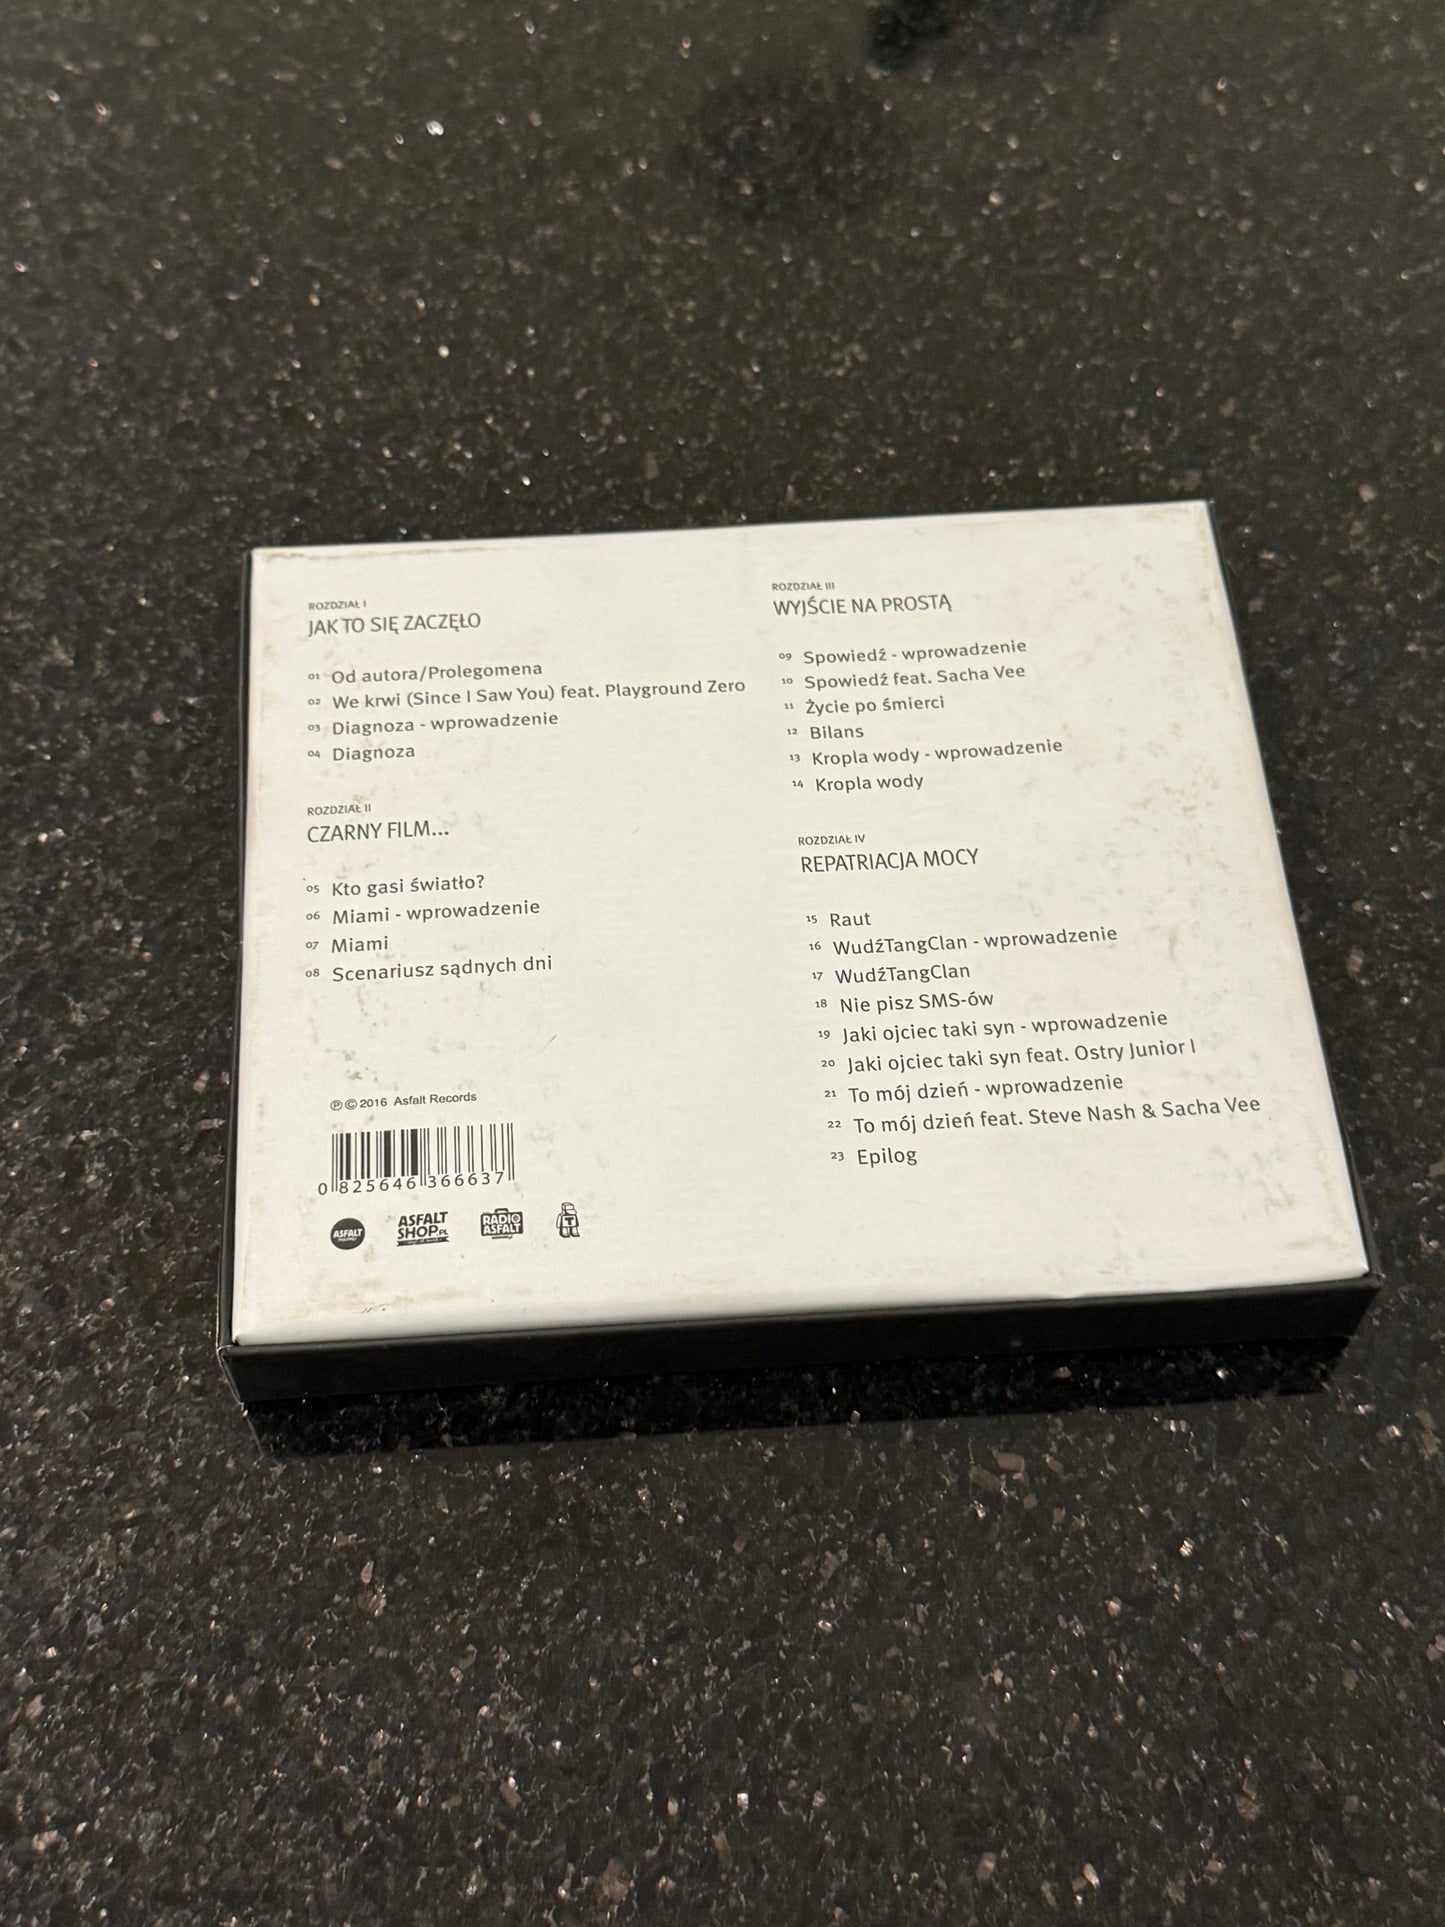 ROZDZIAŁ I
JAK TO SIĘ ZACZĘŁO
01 Od autora/Prolegomena
02 We krwi (Since I Saw You) feat. Playground Zero
03 Diagnoza - wprowadzenie
04 Diagnoza
ROZDZIAŁ II
CZARNY FILM...
05 Kto gasi światło?
06 Miami - wprowadzenie
07 Miami
08 Scenariusz sądnych dni
℗ © 2016 Asfalt Records
0 825646 366637
ASFALT
ASFALT
SHOP.PL
RADIO
ASFALT
ROZDZIAŁ III
WYJŚCIE NA PROSTĄ
09 Spowiedź - wprowadzenie
10 Spowiedź feat. Sacha Vee
11 Życie po śmierci
12 Bilans
13 Kropla wody - wprowadzenie
14 Kropla wody
ROZDZIAŁ IV
REPATRIACJA MOCY
15 Raut
16 WudźTangClan - wprowadzenie
17 WudźTangClan
18 Nie pisz SMS-ów
19 Jaki ojciec taki syn - wprowadzenie
20 Jaki ojciec taki syn feat. Ostry Junior I
21 To mój dzień - wprowadzenie
22 To mój dzień feat. Steve Nash & Sacha Vee
23 Epilog